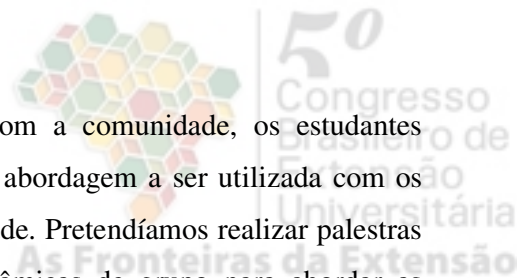 5º
Congresso
Brasileiro de
Extensão
Universitária
As Fronteiras da Extensão
om a comunidade, os estudantes
abordagem a ser utilizada com os
de. Pretendíamos realizar palestras